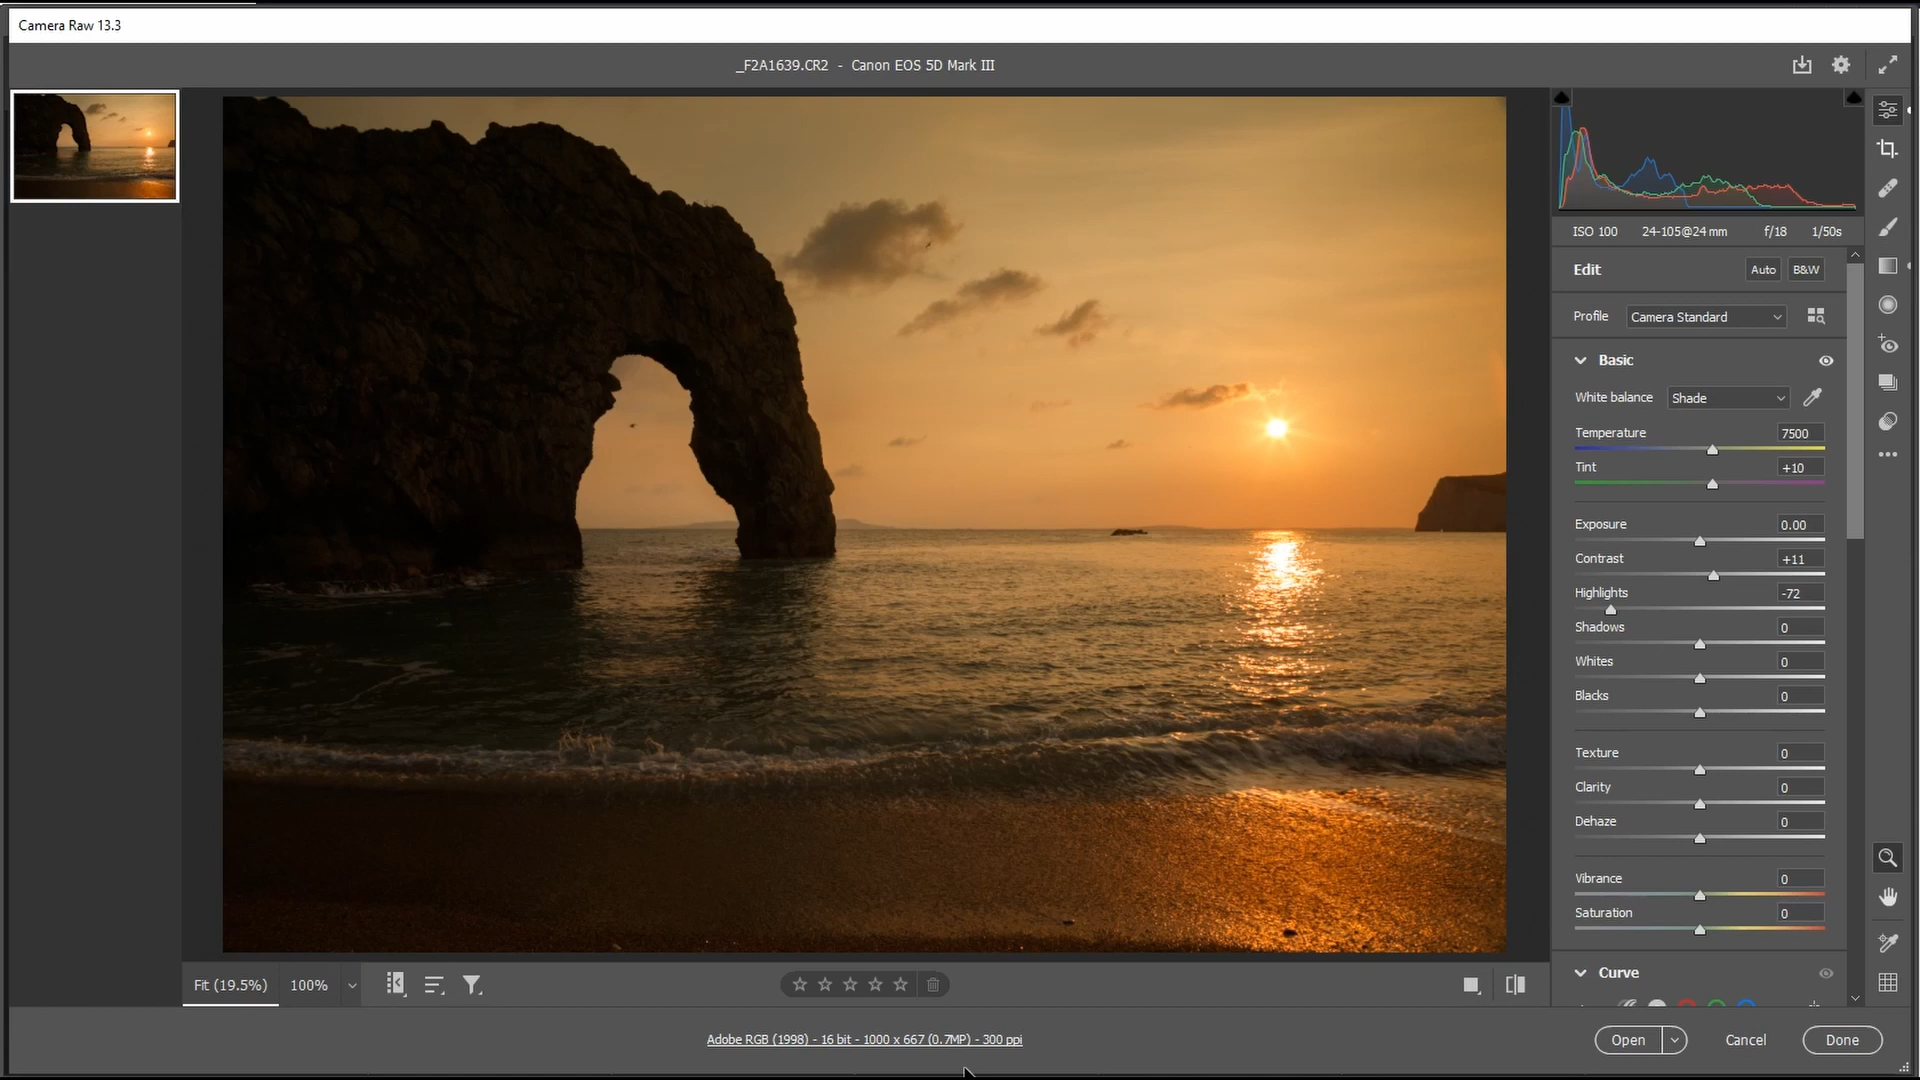 Camera Raw 13.3
_F2A1639.CR2 - Canon EOS 5D Mark III
ISO 100 24-105@24 mm f/18 1/50s
Edit Auto B&W
Profile Camera Standard
Basic
White balance Shade
Temperature 7500
Tint +10
Exposure 0.00
Contrast +11
Highlights -72
Shadows 0
Whites 0
Blacks 0
Texture 0
Clarity 0
Dehaze 0
Vibrance 0
Saturation 0
Curve
Fit (19.5%) 100%
Adobe RGB (1998) - 16 bit - 1000 x 667 (0.7MP) - 300 ppi
Open Cancel Done